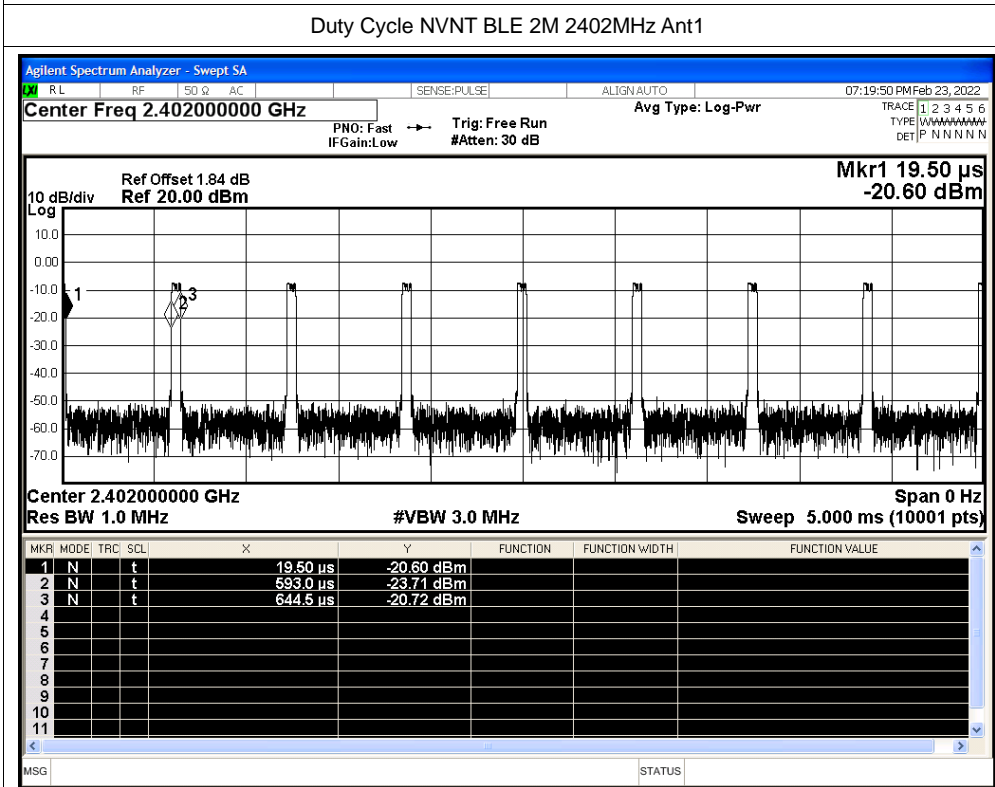 Duty Cycle NVNT BLE 2M 2402MHz Ant1
Agilent Spectrum Analyzer - Swept SA
LXI RL RF 50 Ω AC SENSE:PULSE ALIGN AUTO 07:19:50 PM Feb 23, 2022
Center Freq 2.402000000 GHz
PNO: Fast
IFGain:Low
Trig: Free Run
#Atten: 30 dB
Avg Type: Log-Pwr
TRACE 1 2 3 4 5 6
TYPE
DET P N N N N N
Mkr1 19.50 µs
-20.60 dBm
Ref Offset 1.84 dB
10 dB/div Ref 20.00 dBm
Log
10.0
0.00
-10.0
-20.0
-30.0
-40.0
-50.0
-60.0
-70.0
1
2
3
Center 2.402000000 GHz Span 0 Hz
Res BW 1.0 MHz #VBW 3.0 MHz Sweep 5.000 ms (10001 pts)
MKR MODE TRC SCL X Y FUNCTION FUNCTION WIDTH FUNCTION VALUE
1 N t 19.50 µs -20.60 dBm
2 N t 593.0 µs -23.71 dBm
3 N t 644.5 µs -20.72 dBm
4
5
6
7
8
9
10
11
MSG STATUS